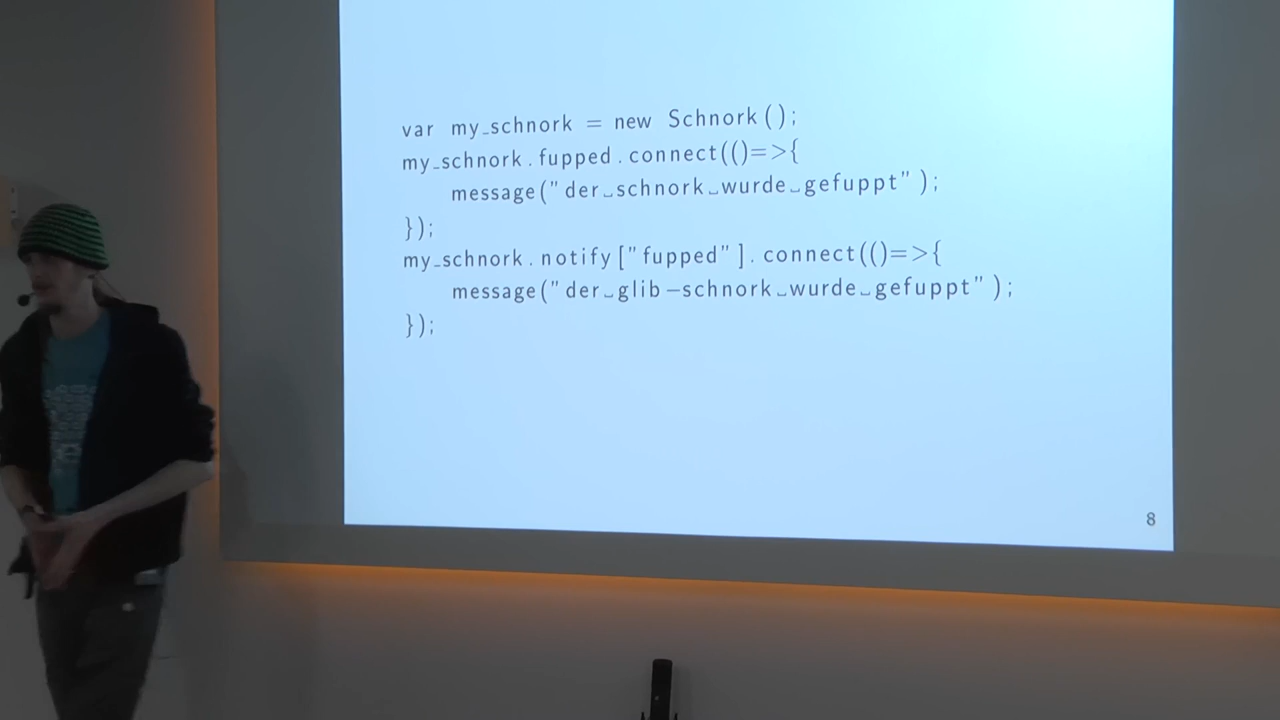 var my_schnork = new Schnork();
my_schnork.fupped.connect(()=>{
message("der␣schnork␣wurde␣gefuppt");
});
my_schnork.notify["fupped"].connect(()=>{
message("der␣glib-schnork␣wurde␣gefuppt");
});
8